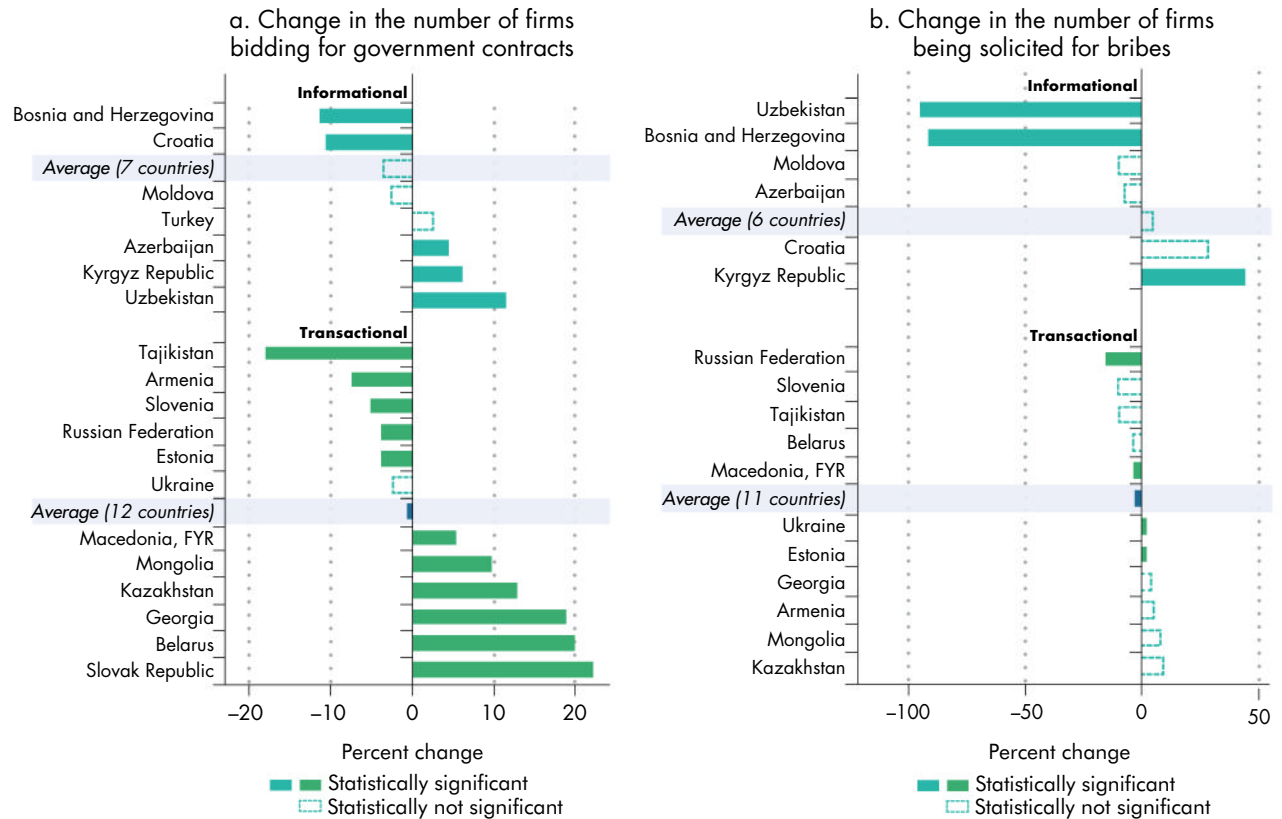 a. Change in the number of firms
bidding for government contracts
Informational
Bosnia and Herzegovina
Croatia
Average (7 countries)
Moldova
Turkey
Azerbaijan
Kyrgyz Republic
Uzbekistan
Transactional
Tajikistan
Armenia
Slovenia
Russian Federation
Estonia
Ukraine
Average (12 countries)
Macedonia, FYR
Mongolia
Kazakhstan
Georgia
Belarus
Slovak Republic
–20 –10 0 10 20
Percent change
Statistically significant
Statistically not significant
b. Change in the number of firms
being solicited for bribes
Informational
Uzbekistan
Bosnia and Herzegovina
Moldova
Azerbaijan
Average (6 countries)
Croatia
Kyrgyz Republic
Transactional
Russian Federation
Slovenia
Tajikistan
Belarus
Macedonia, FYR
Average (11 countries)
Ukraine
Estonia
Georgia
Armenia
Mongolia
Kazakhstan
–100 –50 0 50
Percent change
Statistically significant
Statistically not significant